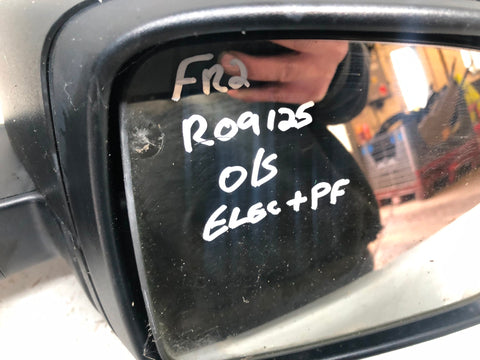 FR2
R09125
O/S
ELEC + PF